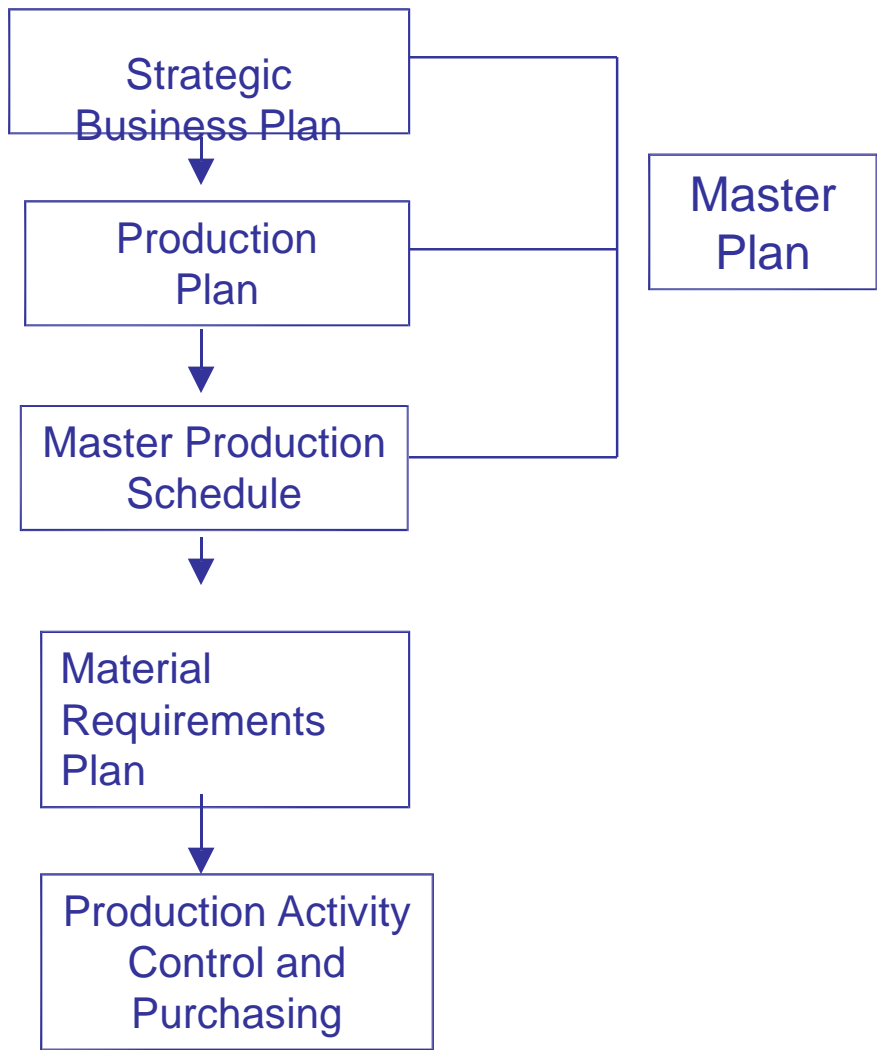 Strategic
Business Plan
Master
Plan
Production
Plan
Master Production
Schedule
Material
Requirements
Plan
Production Activity
Control and
Purchasing